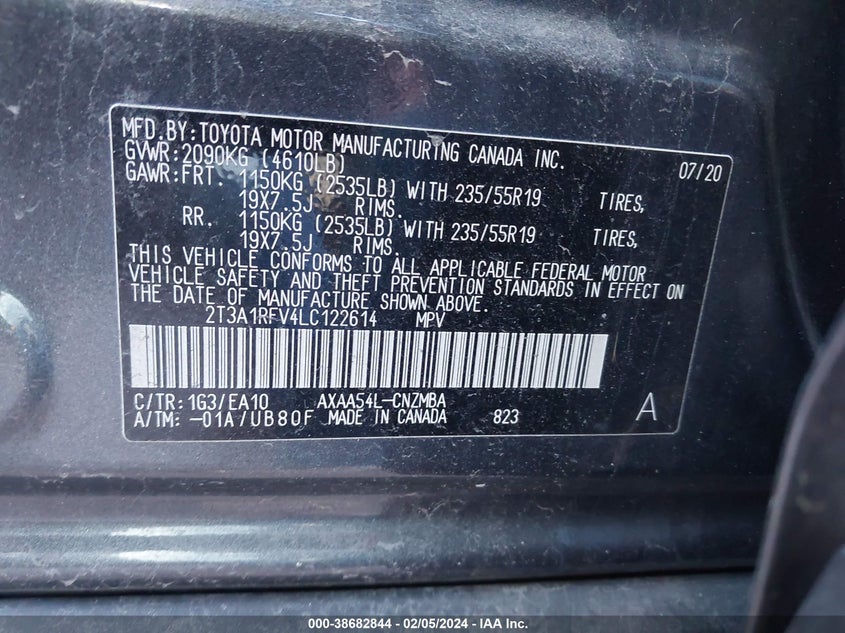 MFD.BY:TOYOTA MOTOR MANUFACTURING CANADA INC. 07/20
GVWR:2090KG (4610LB)
GAWR:FRT. 1150KG (2535LB) WITH 235/55R19 TIRES,
19X7.5J RIMS.
RR. 1150KG (2535LB) WITH 235/55R19 TIRES,
19X7.5J RIMS.
THIS VEHICLE CONFORMS TO ALL APPLICABLE FEDERAL MOTOR
VEHICLE SAFETY AND THEFT PREVENTION STANDARDS IN EFFECT ON
THE DATE OF MANUFACTURE SHOWN ABOVE.
2T3A1RFV4LC122614 MPV
C/TR:1G3/EA10 AXAA54L-CNZMBA A
A/TM:-01A/UB80F MADE IN CANADA 823
000-38682844 - 02/05/2024 - IAA Inc.